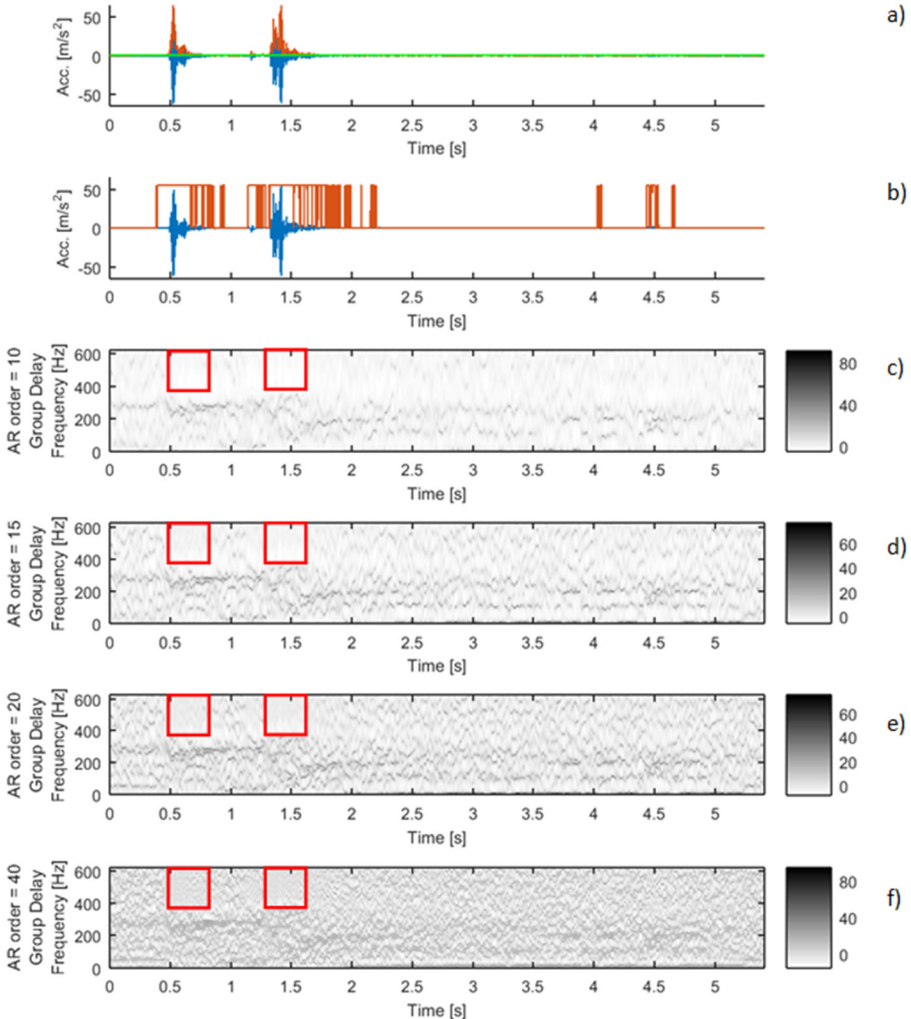 a)
Acc. [m/s²]
50
0
-50
0 0.5 1 1.5 2 2.5 3 3.5 4 4.5 5
Time [s]
b)
Acc. [m/s²]
50
0
-50
0 0.5 1 1.5 2 2.5 3 3.5 4 4.5 5
Time [s]
c)
AR order = 10
Group Delay
Frequency [Hz]
600
400
200
0
0 0.5 1 1.5 2 2.5 3 3.5 4 4.5 5
Time [s]
80
40
0
d)
AR order = 15
Group Delay
Frequency [Hz]
600
400
200
0
0 0.5 1 1.5 2 2.5 3 3.5 4 4.5 5
Time [s]
60
40
20
0
e)
AR order = 20
Group Delay
Frequency [Hz]
600
400
200
0
0 0.5 1 1.5 2 2.5 3 3.5 4 4.5 5
Time [s]
60
40
20
0
f)
AR order = 40
Group Delay
Frequency [Hz]
600
400
200
0
0 0.5 1 1.5 2 2.5 3 3.5 4 4.5 5
Time [s]
80
40
0